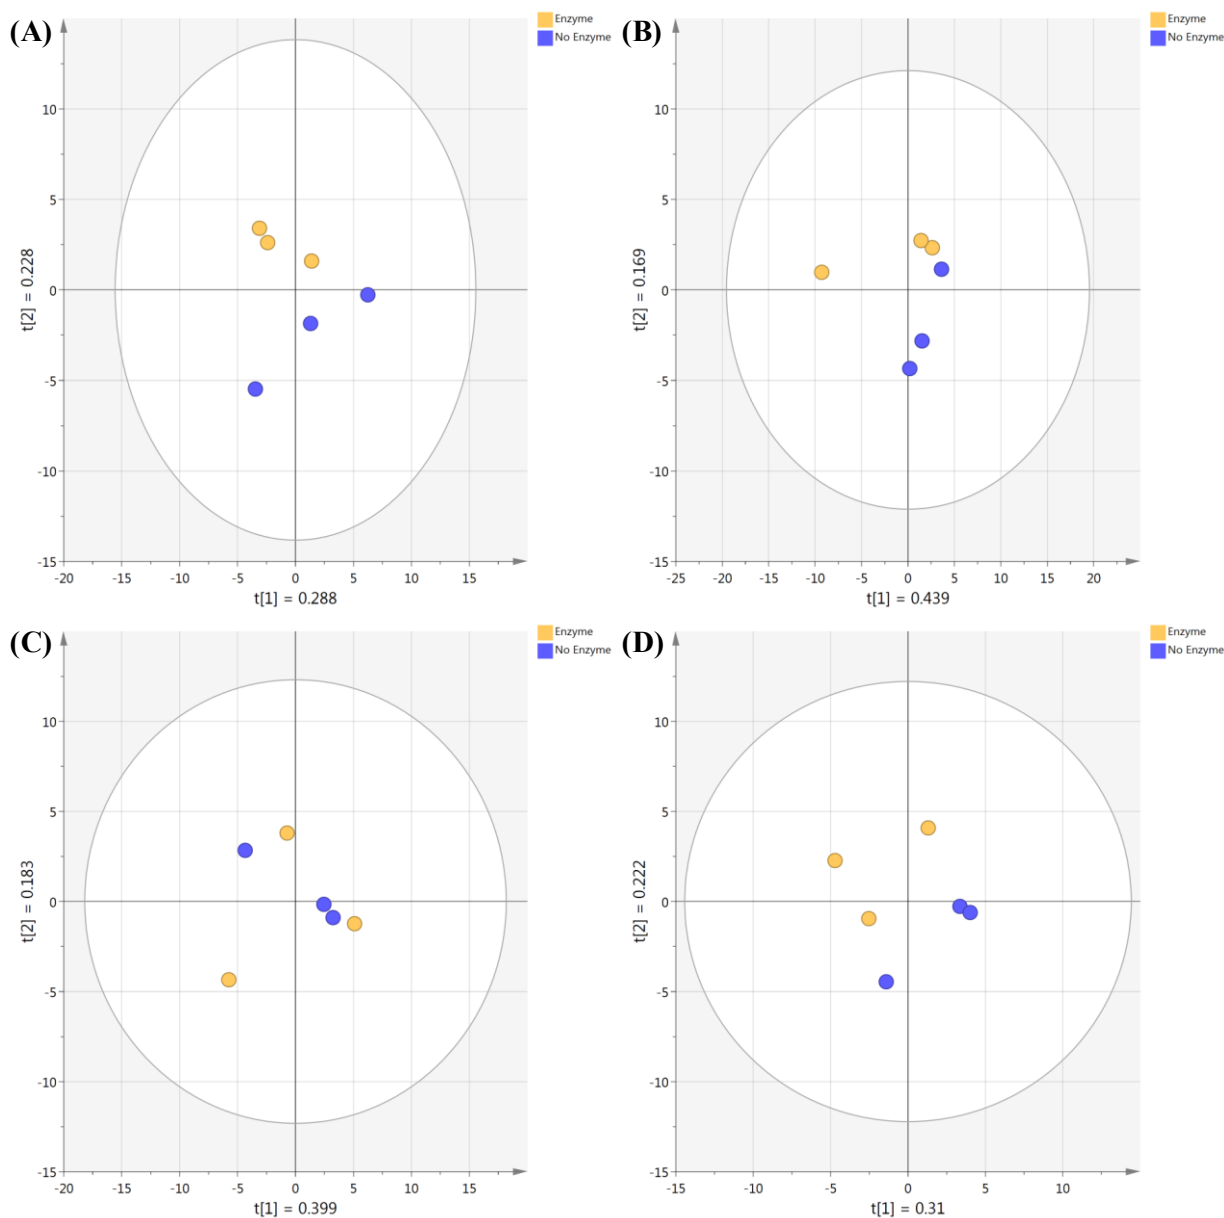 (A)
Enzyme
No Enzyme
10
5
0
-5
-10
-15
t[2] = 0.228
-20 -15 -10 -5 0 5 10 15
t[1] = 0.288
(B)
Enzyme
No Enzyme
10
5
0
-5
-10
-15
t[2] = 0.169
-25 -20 -15 -10 -5 0 5 10 15 20
t[1] = 0.439
(C)
Enzyme
No Enzyme
10
5
0
-5
-10
-15
t[2] = 0.183
-20 -15 -10 -5 0 5 10 15
t[1] = 0.399
(D)
Enzyme
No Enzyme
10
5
0
-5
-10
-15
t[2] = 0.222
-15 -10 -5 0 5 10
t[1] = 0.31